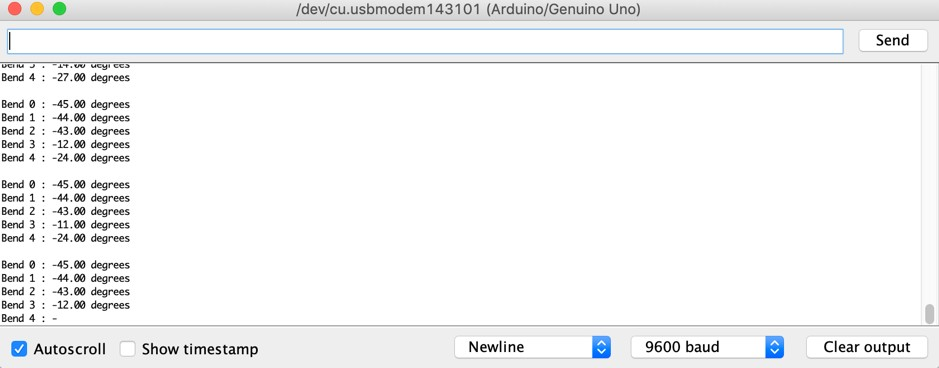 /dev/cu.usbmodem143101 (Arduino/Genuino Uno)
Send
Bend 3 : -14.00 degrees
Bend 4 : -27.00 degrees
Bend 0 : -45.00 degrees
Bend 1 : -44.00 degrees
Bend 2 : -43.00 degrees
Bend 3 : -12.00 degrees
Bend 4 : -24.00 degrees
Bend 0 : -45.00 degrees
Bend 1 : -44.00 degrees
Bend 2 : -43.00 degrees
Bend 3 : -11.00 degrees
Bend 4 : -24.00 degrees
Bend 0 : -45.00 degrees
Bend 1 : -44.00 degrees
Bend 2 : -43.00 degrees
Bend 3 : -12.00 degrees
Bend 4 : -
Autoscroll Show timestamp Newline 9600 baud Clear output